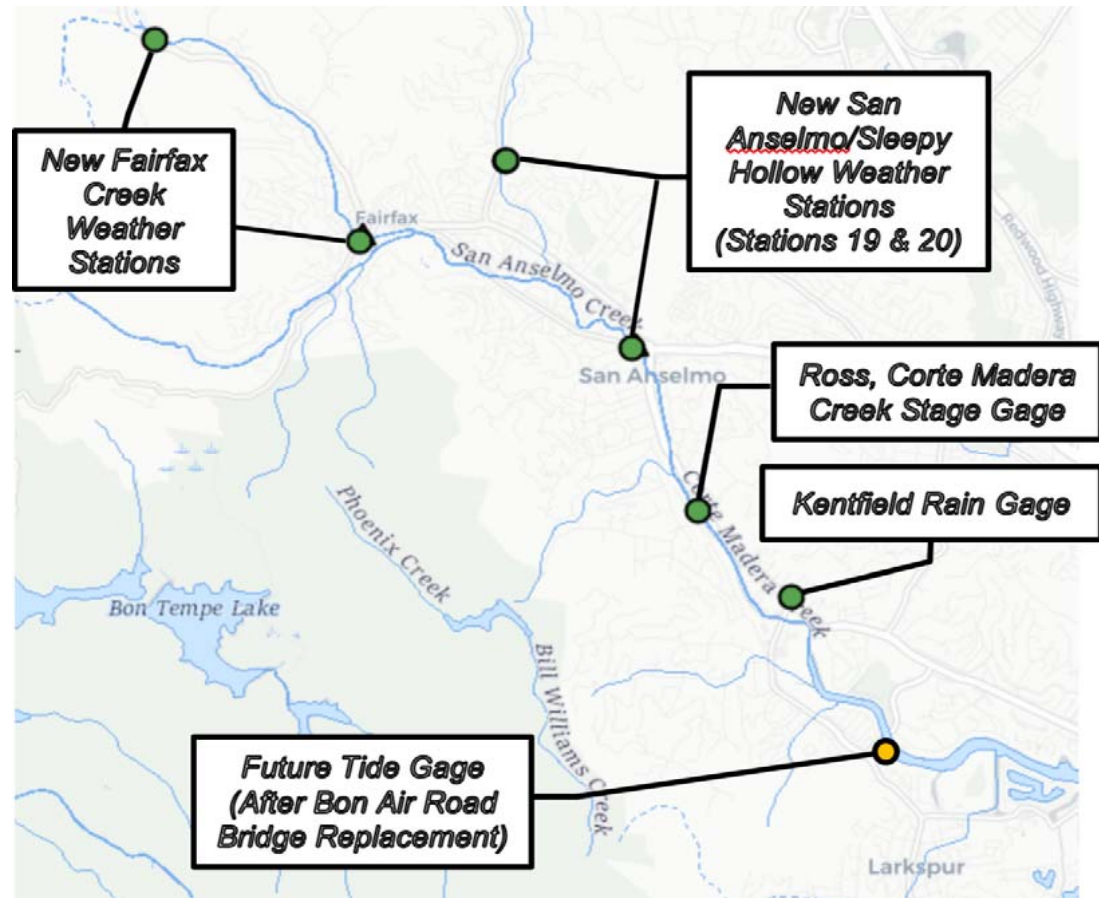 New Fairfax
Creek
Weather
Stations
New San
Anselmo/Sleepy
Hollow Weather
Stations
(Stations 19 & 20)
Fairfax
San Anselmo Creek
Redwood Highway
San Anselmo
Ross, Corte Madera
Creek Stage Gage
Kentfield Rain Gage
Corte Madera Creek
Phoenix Creek
Bon Tempe Lake
Bill Williams Creek
Future Tide Gage
(After Bon Air Road
Bridge Replacement)
Larkspur